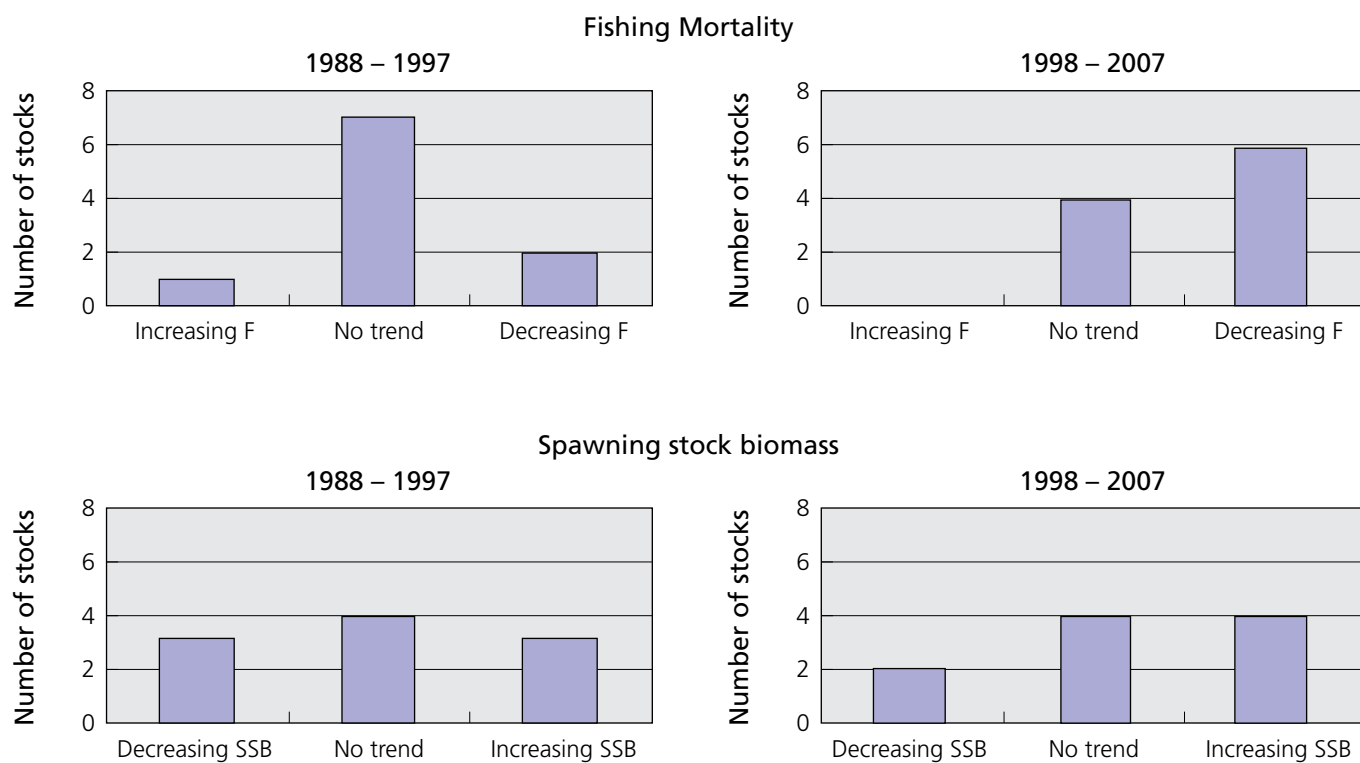 Fishing Mortality
1988 – 1997
Number of stocks
8
6
4
2
0
Increasing F
No trend
Decreasing F
1998 – 2007
Number of stocks
8
6
4
2
0
Increasing F
No trend
Decreasing F
Spawning stock biomass
1988 – 1997
Number of stocks
8
6
4
2
0
Decreasing SSB
No trend
Increasing SSB
1998 – 2007
Number of stocks
8
6
4
2
0
Decreasing SSB
No trend
Increasing SSB